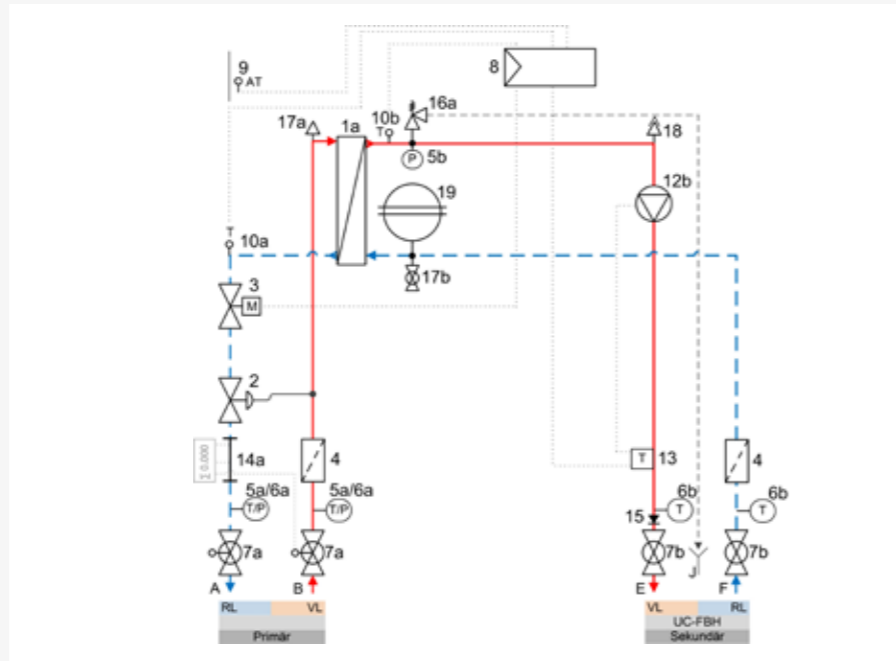 9
AT
8
17a
1a
10b
T
16a
P
5b
18
12b
19
T
10a
17b
3
M
2
Σ 0.000
14a
4
T
13
4
5a/6a
5a/6a
T/P
T/P
6b
T
6b
T
15
7a
7a
7b
7b
J
A
B
E
F
RL
VL
VL
RL
UC-FBH
Primär
Sekundär